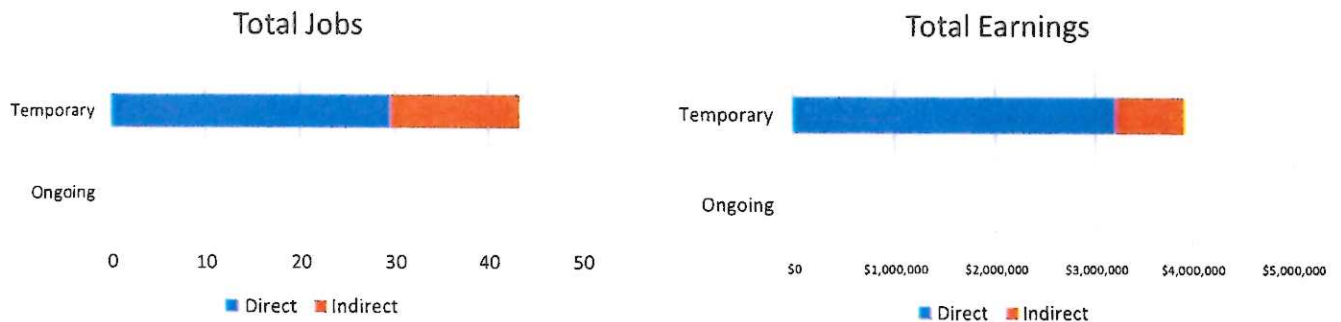 Total Jobs
Temporary
Ongoing
0 10 20 30 40 50
Direct Indirect
Total Earnings
Temporary
Ongoing
$0 $1,000,000 $2,000,000 $3,000,000 $4,000,000 $5,000,000
Direct Indirect